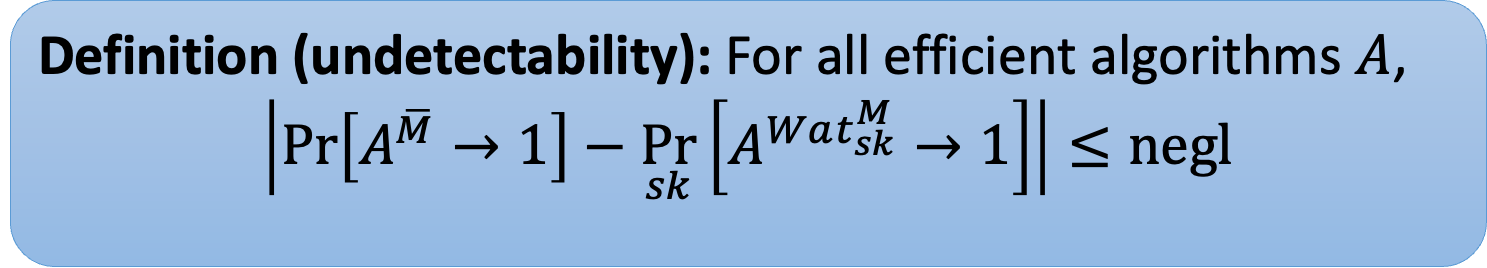 Definition (undetectability): For all efficient algorithms A,
|Pr[A^M̄ → 1] − Pr_sk[A^{Wat_sk^M} → 1]| ≤ negl